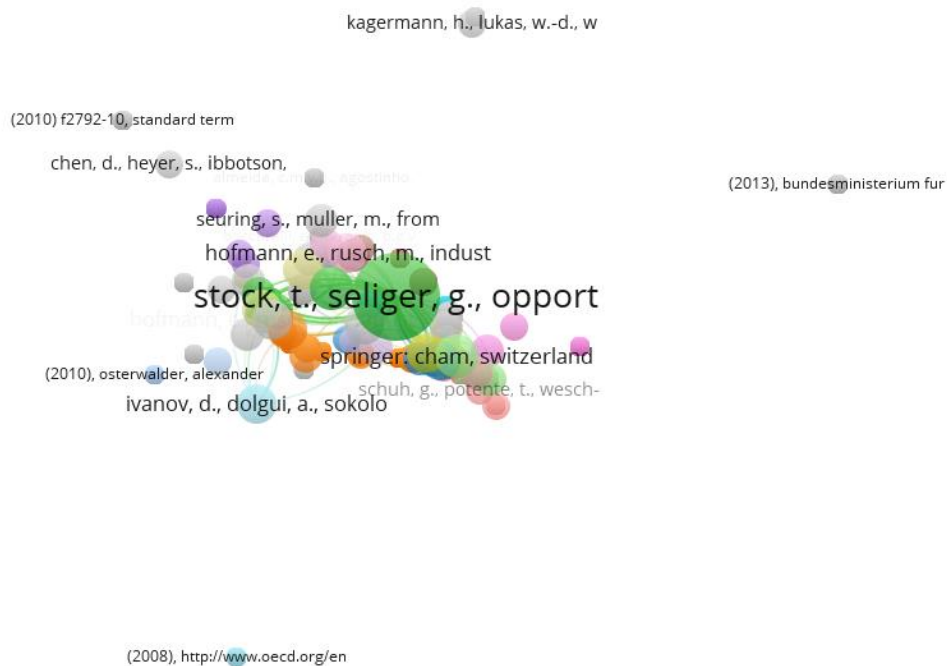 kagermann, h., lukas, w.-d., w
(2010) f2792-10, standard term
chen, d., heyer, s., ibbotson,
almeida, c.m.v.b., agostinho
(2013), bundesministerium fur
seuring, s., muller, m., from
hofmann, e., rusch, m., indust
stock, t., seliger, g., opport
hofmann,
springer: cham, switzerland
(2010), osterwalder, alexander
schuh, g., potente, t., wesch-
ivanov, d., dolgui, a., sokolo
(2008), http://www.oecd.org/en